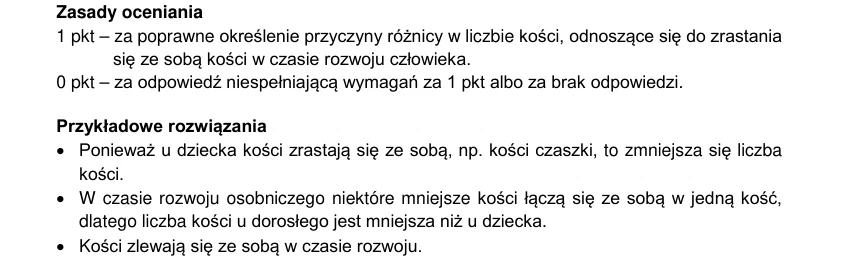 Zasady oceniania
1 pkt – za poprawne określenie przyczyny różnicy w liczbie kości, odnoszące się do zrastania
się ze sobą kości w czasie rozwoju człowieka.
0 pkt – za odpowiedź niespełniającą wymagań za 1 pkt albo za brak odpowiedzi.
Przykładowe rozwiązania
• Ponieważ u dziecka kości zrastają się ze sobą, np. kości czaszki, to zmniejsza się liczba
kości.
• W czasie rozwoju osobniczego niektóre mniejsze kości łączą się ze sobą w jedną kość,
dlatego liczba kości u dorosłego jest mniejsza niż u dziecka.
• Kości zlewają się ze sobą w czasie rozwoju.